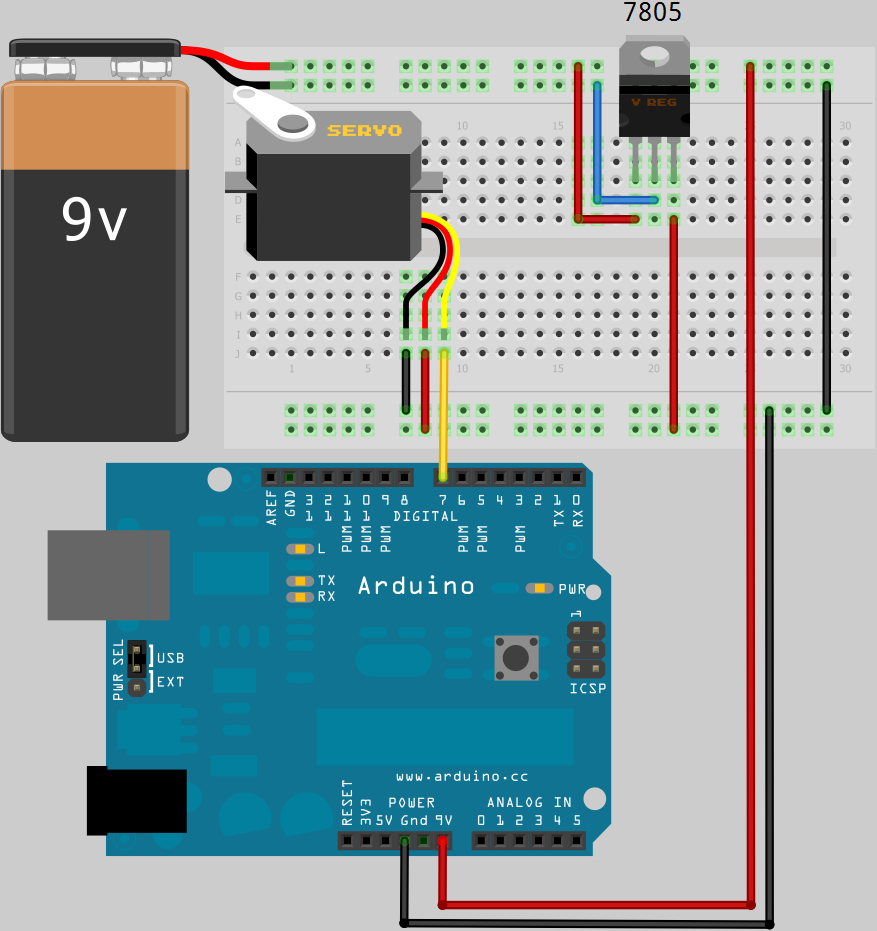 7805
V REG
SERVO
9v
10 15 30
A
B
D
E
F
G
H
I
J
1 5 10 15 20 30
AREF GND 13 12 11 10 9 8 7 6 5 4 3 2 1 0
DIGITAL
PWM PWM PWM PWM PWM PWM
TX RX
L
TX
RX
Arduino
PWR
1
ICSP
PWR SEL
USB
EXT
www.arduino.cc
POWER ANALOG IN
RESET 3V3 5V Gnd 9V 0 1 2 3 4 5